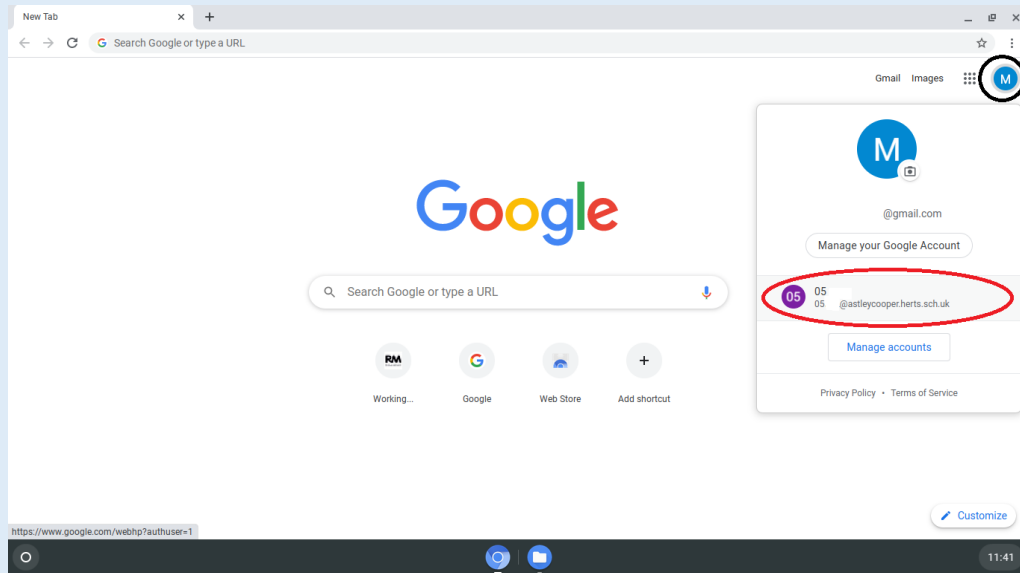 New Tab
Search Google or type a URL
Gmail Images
M
M
@gmail.com
Manage your Google Account
05
05
05 @astleycooper.herts.sch.uk
Manage accounts
Privacy Policy • Terms of Service
Google
Search Google or type a URL
RM
Working... Google Web Store Add shortcut
Customize
https://www.google.com/webhp?authuser=1
11:41